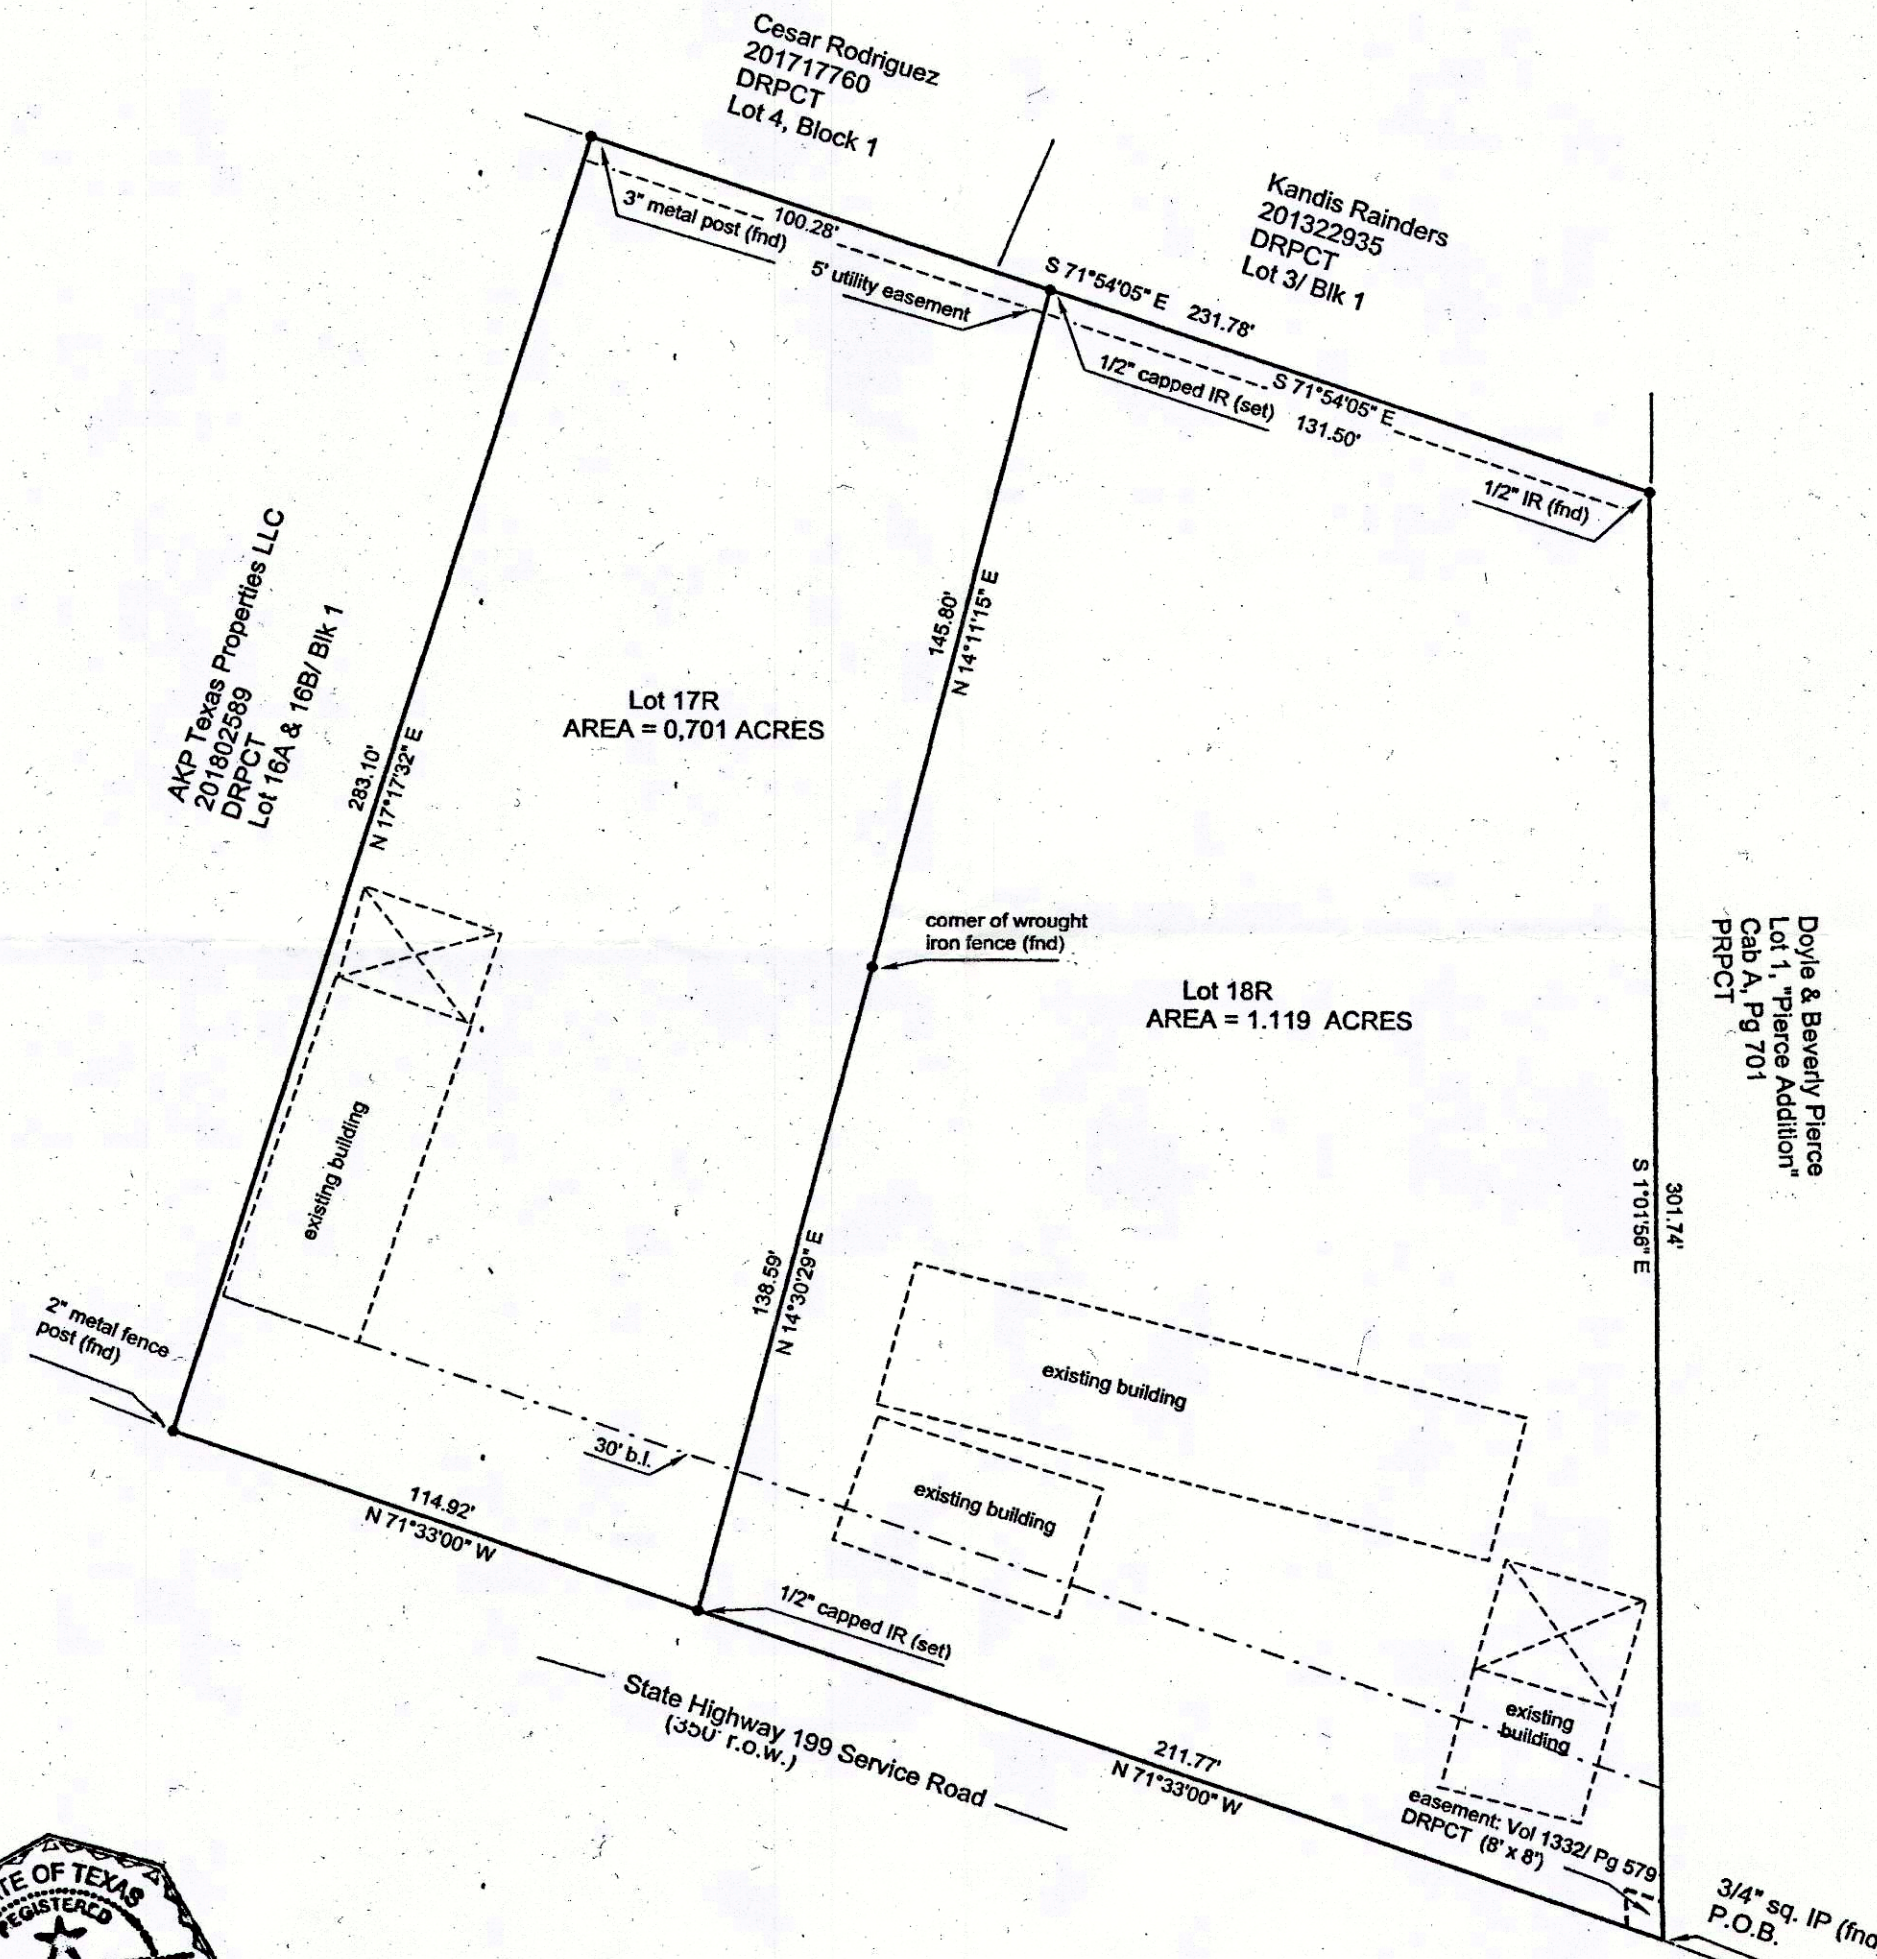 Cesar Rodriguez
201717760
DRPCT
Lot 4, Block 1
Kandis Rainders
201322935
DRPCT
Lot 3/ Blk 1
3" metal post (fnd)
100.28'
5' utility easement
S 71°54'05" E 231.78'
1/2" capped IR (set)
S 71°54'05" E
131.50'
1/2" IR (fnd)
AKP Texas Properties LLC
201802589
DRPCT
Lot 16A & 16B/ Blk 1
283.10'
N 17°17'32" E
145.80'
N 14°11'15" E
Lot 17R
AREA = 0,701 ACRES
corner of wrought
iron fence (fnd)
Lot 18R
AREA = 1.119 ACRES
Doyle & Beverly Pierce
Lot 1, "Pierce Addition"
Cab A, Pg 701
PRPCT
301.74'
S 1°01'56" E
existing building
138.59'
N 14°30'29" E
2" metal fence
post (fnd)
existing building
existing building
30' b.l.
114.92'
N 71°33'00" W
1/2" capped IR (set)
State Highway 199 Service Road
(350' r.o.w.)
211.77'
N 71°33'00" W
existing
building
easement: Vol 1332/ Pg 579
DRPCT (8' x 8')
3/4" sq. IP (fnd
P.O.B.
TE OF TEXAS
REGISTERED